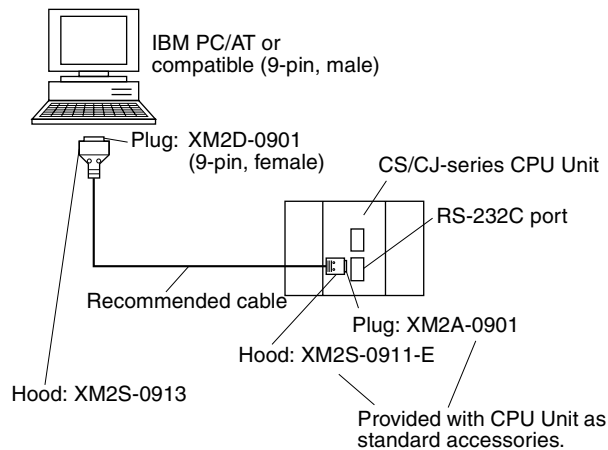 IBM PC/AT or
compatible (9-pin, male)
Plug: XM2D-0901
(9-pin, female)
CS/CJ-series CPU Unit
RS-232C port
Recommended cable
Plug: XM2A-0901
Hood: XM2S-0911-E
Hood: XM2S-0913
Provided with CPU Unit as
standard accessories.